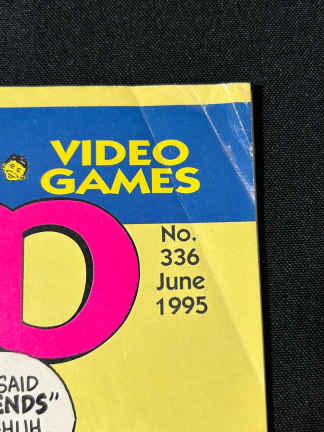 VIDEO
GAMES
D
No.
336
June
1995
SAID
ENDS"
HUH